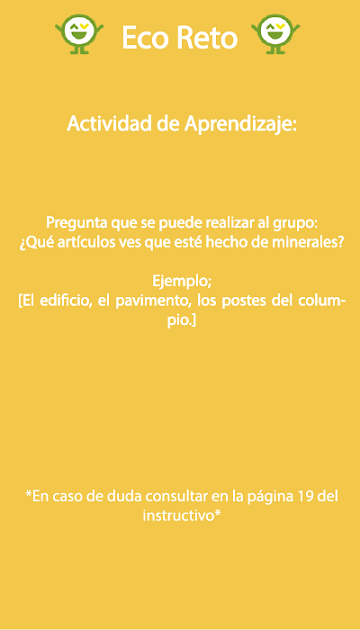 Eco Reto
Actividad de Aprendizaje:
Pregunta que se puede realizar al grupo:
¿Qué artículos ves que esté hecho de minerales?
Ejemplo;
[El edificio, el pavimento, los postes del colum-
pio.]
*En caso de duda consultar en la página 19 del
instructivo*